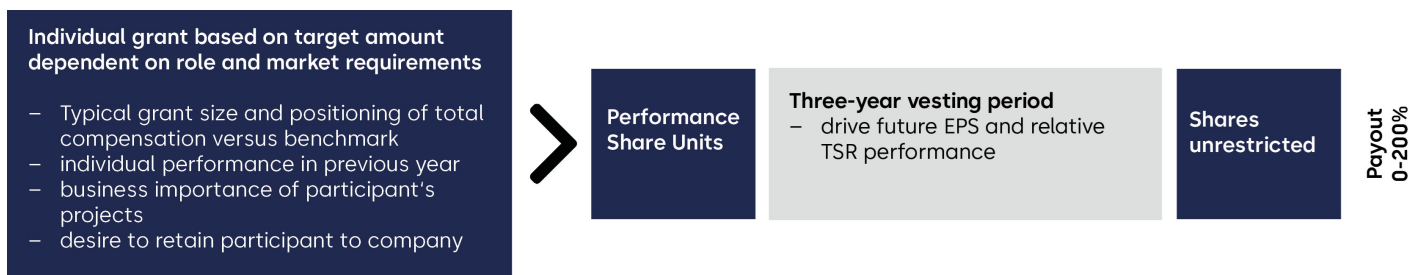 Individual grant based on target amount
dependent on role and market requirements
– Typical grant size and positioning of total
compensation versus benchmark
– individual performance in previous year
– business importance of participant‘s
projects
– desire to retain participant to company
Performance
Share Units
Three-year vesting period
– drive future EPS and relative
TSR performance
Shares
unrestricted
Payout
0-200%